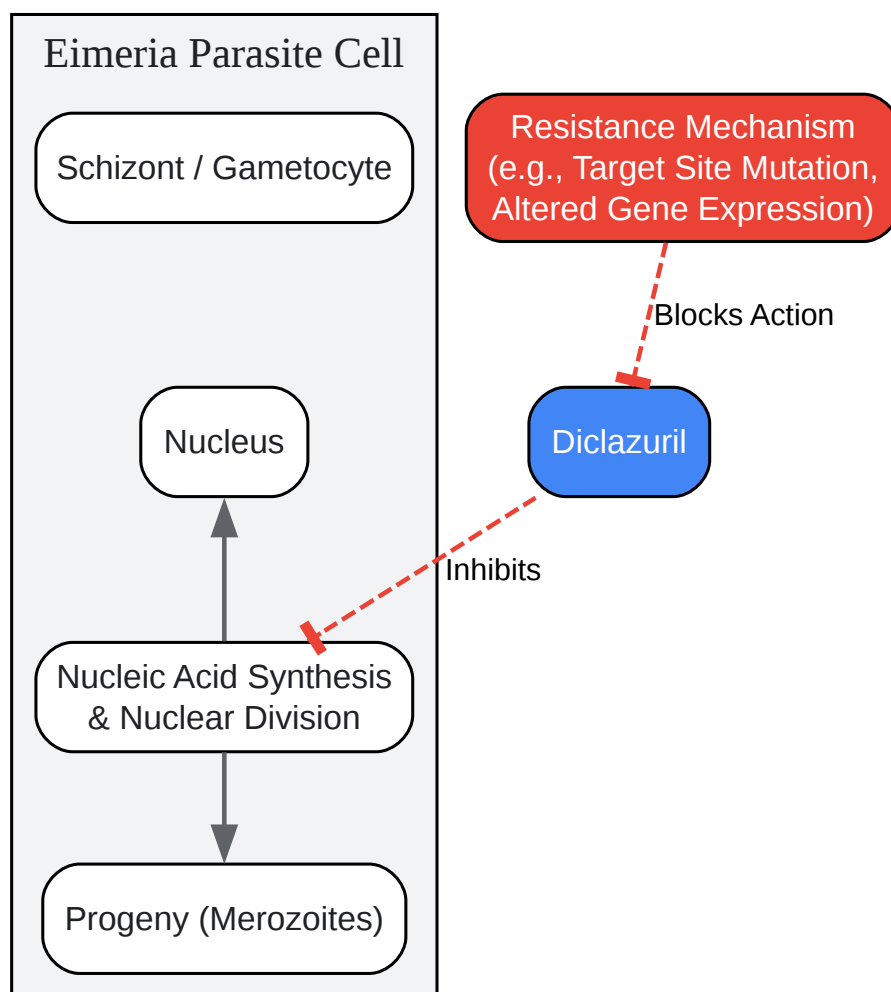 Eimeria Parasite Cell
Schizont / Gametocyte
Resistance Mechanism
(e.g., Target Site Mutation,
Altered Gene Expression)
Blocks Action
Nucleus
Diclazuril
Inhibits
Nucleic Acid Synthesis
& Nuclear Division
Progeny (Merozoites)